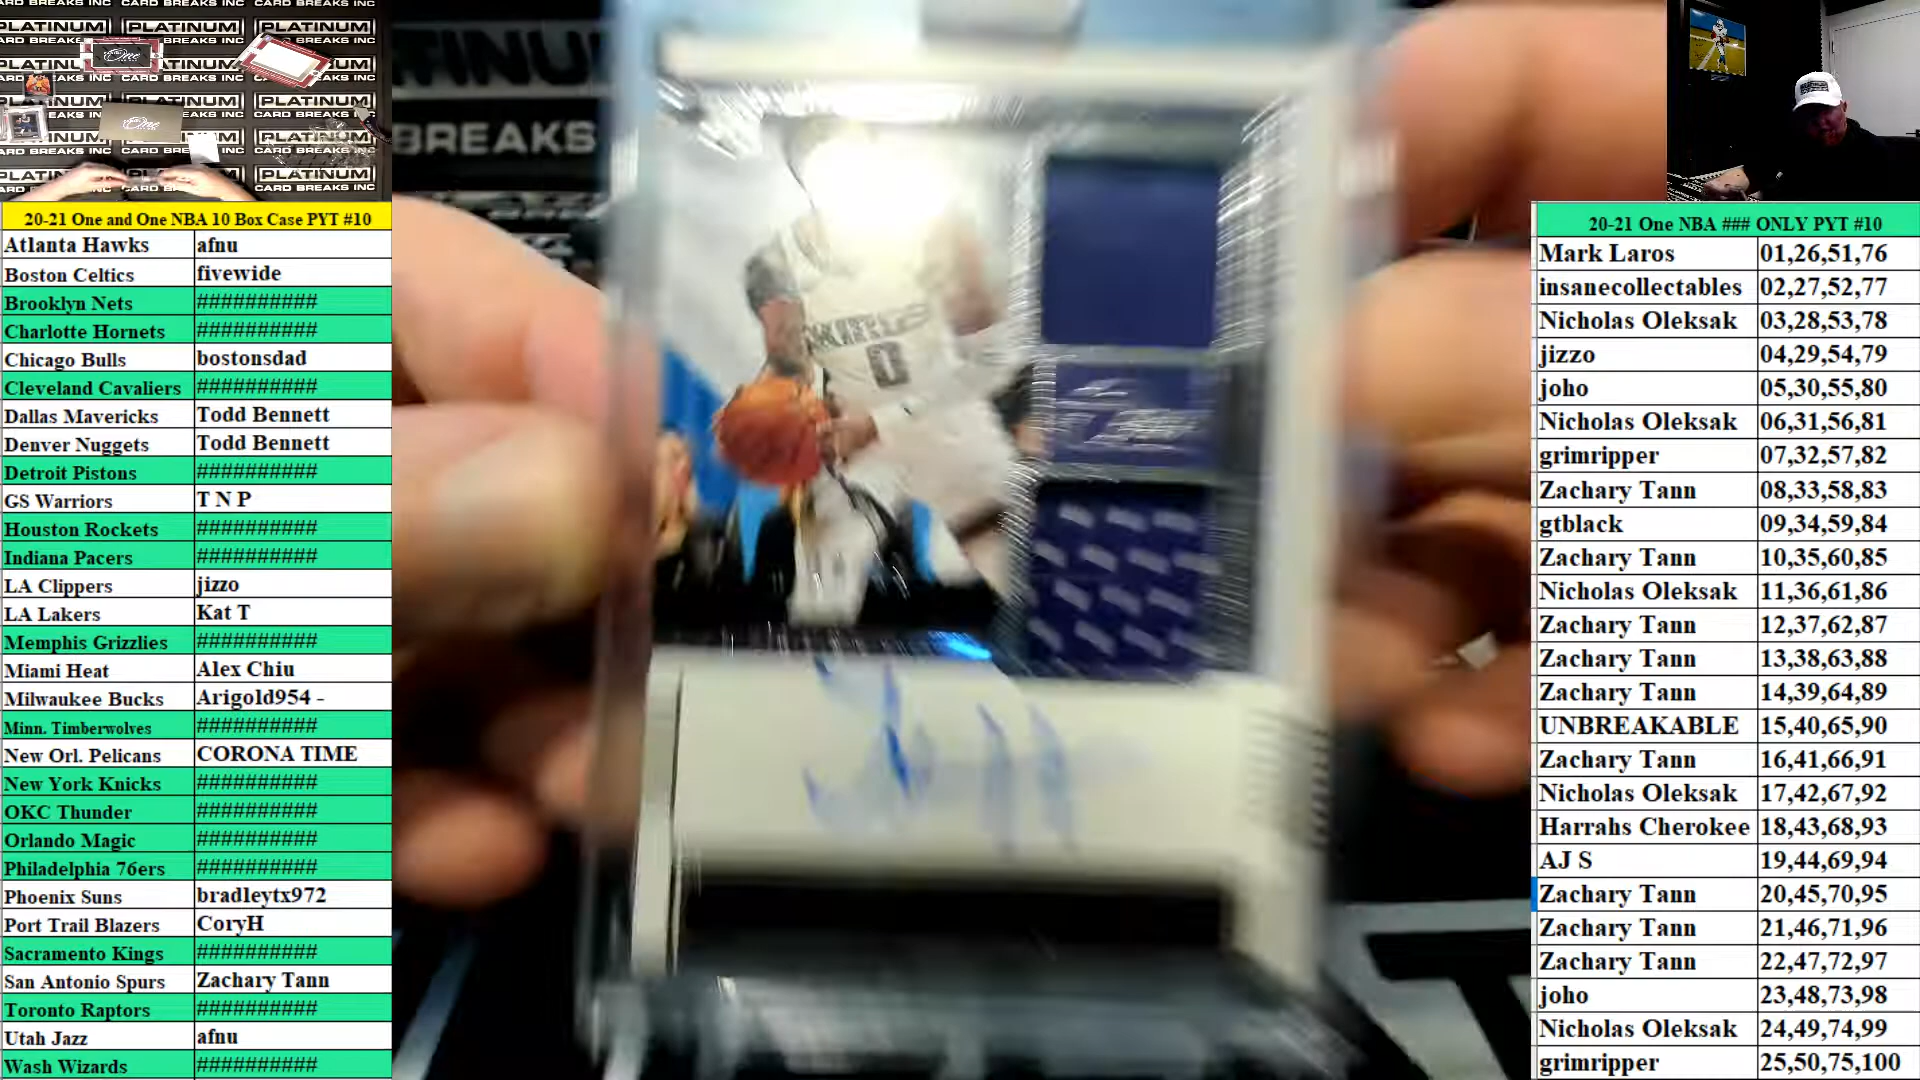 PLATINUM
CARD BREAKS INC
One
One
PLATINUM
BREAKS
KINGS
0
20-21 One and One NBA 10 Box Case PYT #10
Atlanta Hawks afnu
Boston Celtics fivewide
Brooklyn Nets ##########
Charlotte Hornets ##########
Chicago Bulls bostonsdad
Cleveland Cavaliers ##########
Dallas Mavericks Todd Bennett
Denver Nuggets Todd Bennett
Detroit Pistons ##########
GS Warriors T N P
Houston Rockets ##########
Indiana Pacers ##########
LA Clippers jizzo
LA Lakers Kat T
Memphis Grizzlies ##########
Miami Heat Alex Chiu
Milwaukee Bucks Arigold954 -
Minn. Timberwolves ##########
New Orl. Pelicans CORONA TIME
New York Knicks ##########
OKC Thunder ##########
Orlando Magic ##########
Philadelphia 76ers ##########
Phoenix Suns bradleytx972
Port Trail Blazers CoryH
Sacramento Kings ##########
San Antonio Spurs Zachary Tann
Toronto Raptors ##########
Utah Jazz afnu
Wash Wizards ##########
20-21 One NBA ### ONLY PYT #10
Mark Laros 01,26,51,76
insanecollectables 02,27,52,77
Nicholas Oleksak 03,28,53,78
jizzo 04,29,54,79
joho 05,30,55,80
Nicholas Oleksak 06,31,56,81
grimripper 07,32,57,82
Zachary Tann 08,33,58,83
gtblack 09,34,59,84
Zachary Tann 10,35,60,85
Nicholas Oleksak 11,36,61,86
Zachary Tann 12,37,62,87
Zachary Tann 13,38,63,88
Zachary Tann 14,39,64,89
UNBREAKABLE 15,40,65,90
Zachary Tann 16,41,66,91
Nicholas Oleksak 17,42,67,92
Harrahs Cherokee 18,43,68,93
AJ S 19,44,69,94
Zachary Tann 20,45,70,95
Zachary Tann 21,46,71,96
Zachary Tann 22,47,72,97
joho 23,48,73,98
Nicholas Oleksak 24,49,74,99
grimripper 25,50,75,100